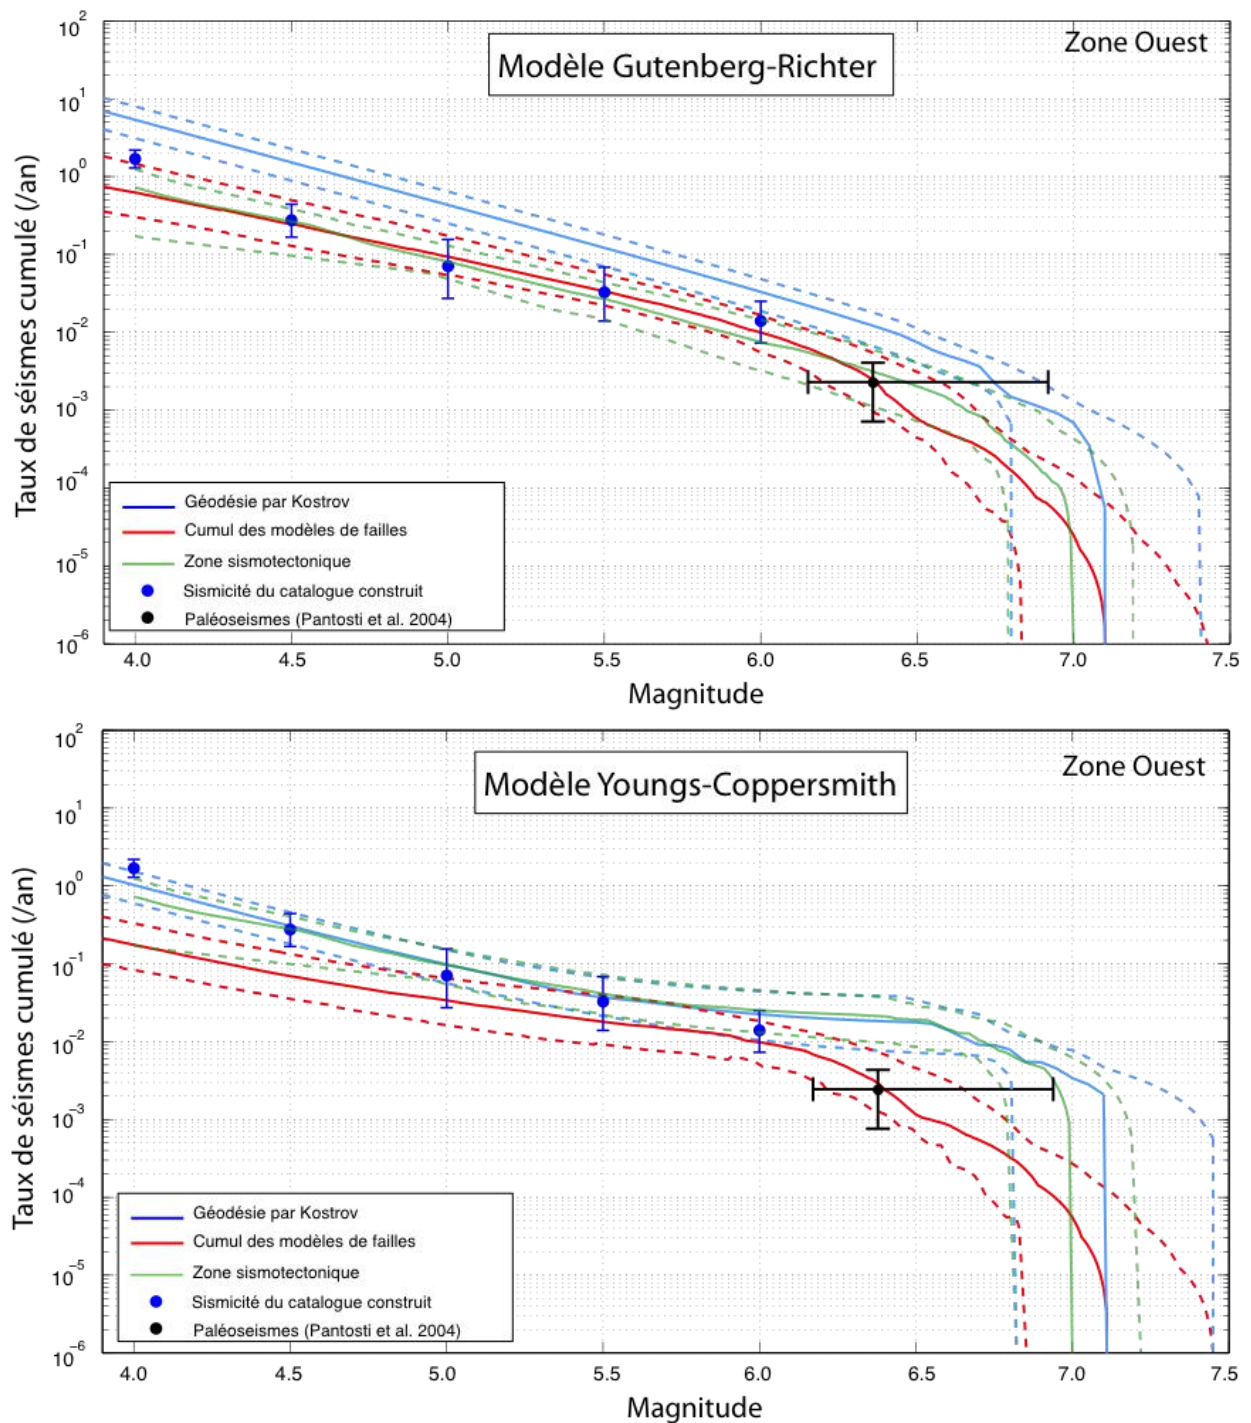 Zone Ouest
Modèle Gutenberg-Richter
Taux de séismes cumulé (/an)
10^2
10^1
10^0
10^-1
10^-2
10^-3
10^-4
10^-5
10^-6
Géodésie par Kostrov
Cumul des modèles de failles
Zone sismotectonique
Sismicité du catalogue construit
Paléoseismes (Pantosti et al. 2004)
4.0 4.5 5.0 5.5 6.0 6.5 7.0 7.5
Magnitude
Zone Ouest
Modèle Youngs-Coppersmith
Taux de séismes cumulé (/an)
10^2
10^1
10^0
10^-1
10^-2
10^-3
10^-4
10^-5
10^-6
Géodésie par Kostrov
Cumul des modèles de failles
Zone sismotectonique
Sismicité du catalogue construit
Paléoseismes (Pantosti et al. 2004)
4.0 4.5 5.0 5.5 6.0 6.5 7.0 7.5
Magnitude